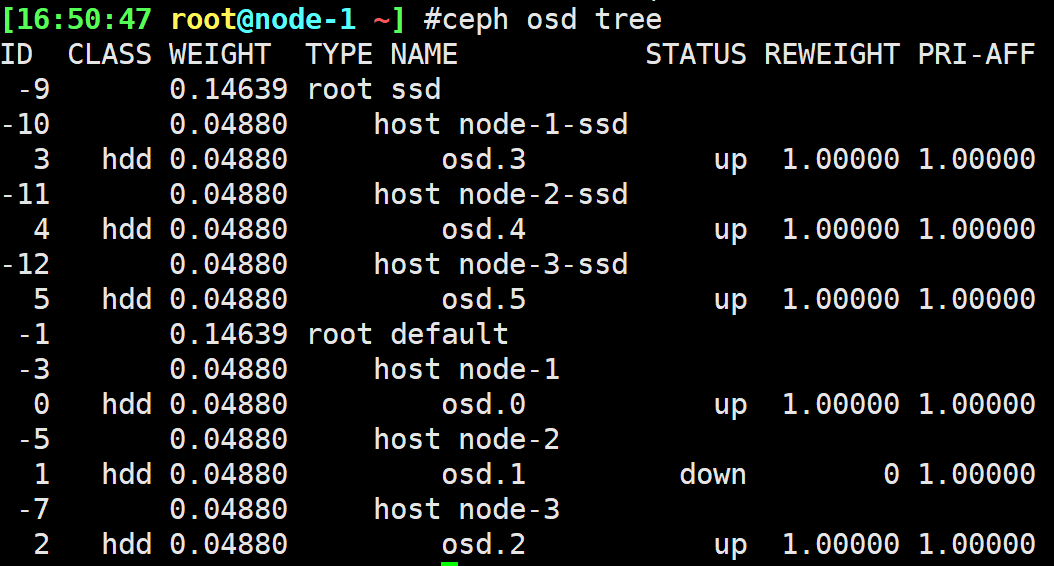 [16:50:47 root@node-1 ~] #ceph osd tree
ID  CLASS WEIGHT  TYPE NAME           STATUS REWEIGHT PRI-AFF
 -9       0.14639 root ssd
-10       0.04880     host node-1-ssd
  3   hdd 0.04880         osd.3           up  1.00000 1.00000
-11       0.04880     host node-2-ssd
  4   hdd 0.04880         osd.4           up  1.00000 1.00000
-12       0.04880     host node-3-ssd
  5   hdd 0.04880         osd.5           up  1.00000 1.00000
 -1       0.14639 root default
 -3       0.04880     host node-1
  0   hdd 0.04880         osd.0           up  1.00000 1.00000
 -5       0.04880     host node-2
  1   hdd 0.04880         osd.1         down        0 1.00000
 -7       0.04880     host node-3
  2   hdd 0.04880         osd.2           up  1.00000 1.00000